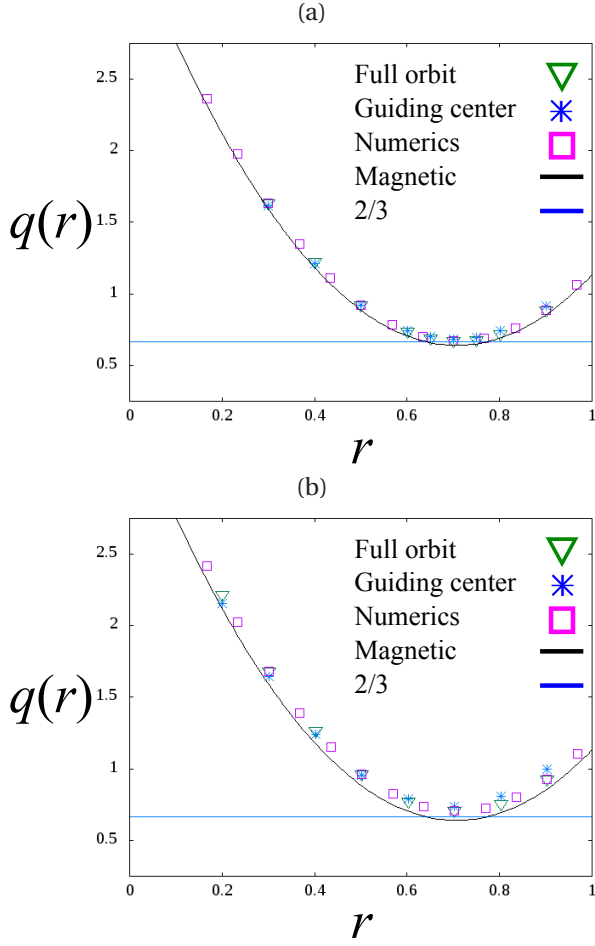 (a)
2.5
2
1.5
1
0.5
q(r)
Full orbit
Guiding center
Numerics
Magnetic
2/3
0
0.2
0.4
0.6
0.8
1
r
(b)
2.5
2
1.5
1
0.5
q(r)
Full orbit
Guiding center
Numerics
Magnetic
2/3
0
0.2
0.4
0.6
0.8
1
r